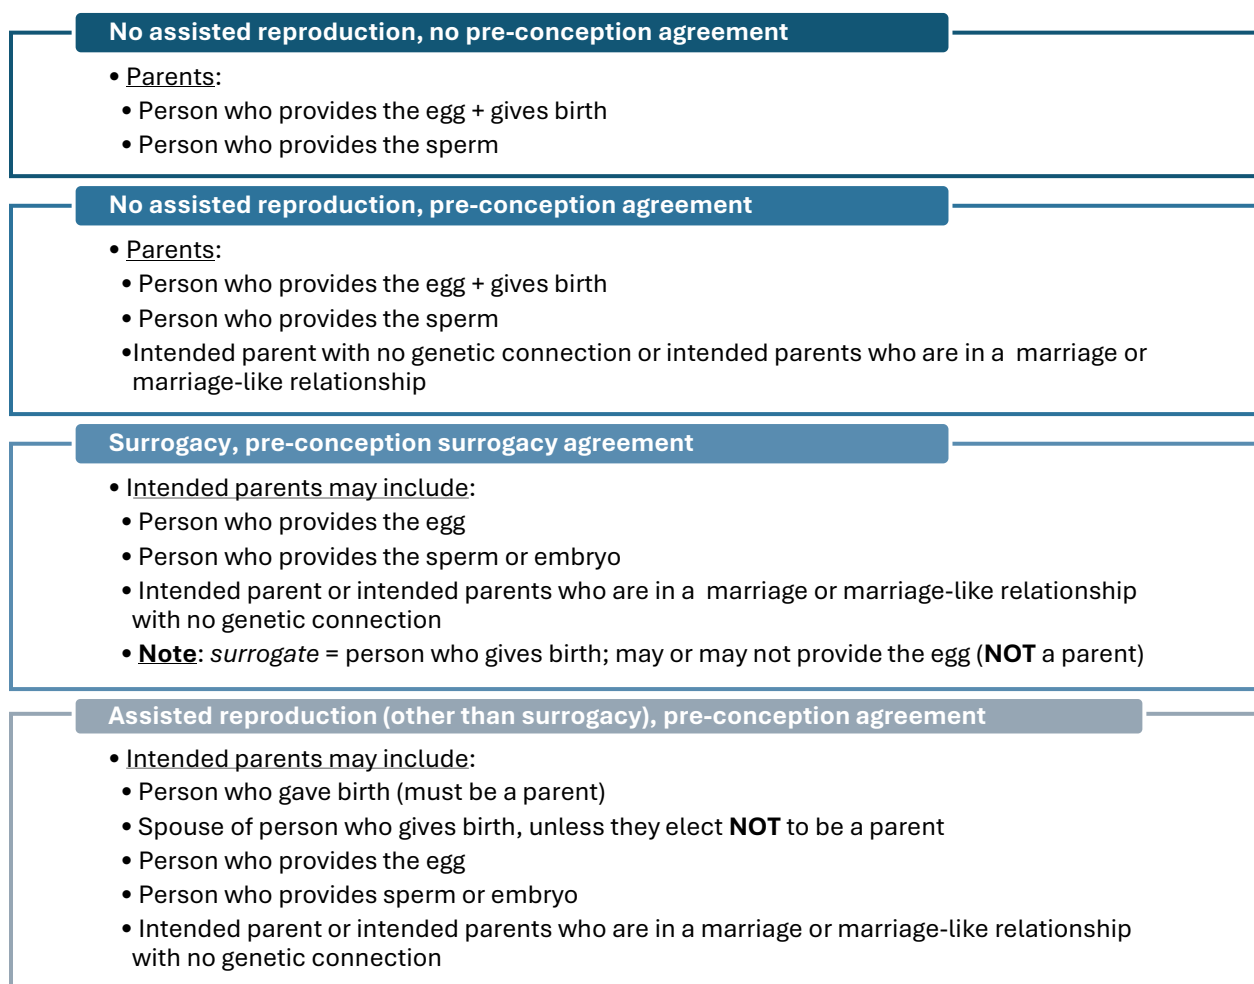 No assisted reproduction, no pre-conception agreement
• Parents:
• Person who provides the egg + gives birth
• Person who provides the sperm
No assisted reproduction, pre-conception agreement
• Parents:
• Person who provides the egg + gives birth
• Person who provides the sperm
•Intended parent with no genetic connection or intended parents who are in a  marriage or
marriage-like relationship
Surrogacy, pre-conception surrogacy agreement
• Intended parents may include:
• Person who provides the egg
• Person who provides the sperm or embryo
• Intended parent or intended parents who are in a  marriage or marriage-like relationship
with no genetic connection
• Note: surrogate = person who gives birth; may or may not provide the egg (NOT a parent)
Assisted reproduction (other than surrogacy), pre-conception agreement
• Intended parents may include:
• Person who gave birth (must be a parent)
• Spouse of person who gives birth, unless they elect NOT to be a parent
• Person who provides the egg
• Person who provides sperm or embryo
• Intended parent or intended parents who are in a marriage or marriage-like relationship
with no genetic connection